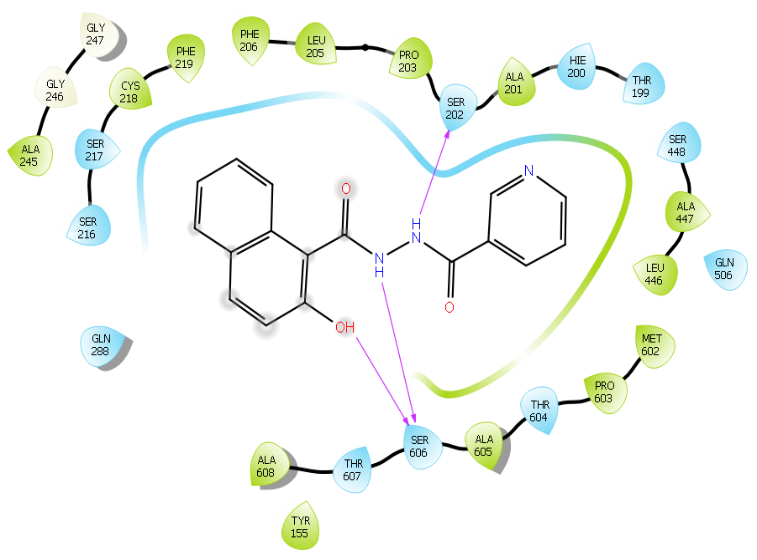 GLY
247
PHE
206
LEU
205
PHE
219
PRO
203
HIE
200
ALA
201
THR
199
GLY
246
CYS
218
SER
202
ALA
245
SER
217
SER
448
N
O
ALA
447
SER
216
H
N
N
H
GLN
506
LEU
446
O
OH
GLN
288
MET
602
PRO
603
THR
604
SER
606
ALA
605
ALA
608
THR
607
TYR
155